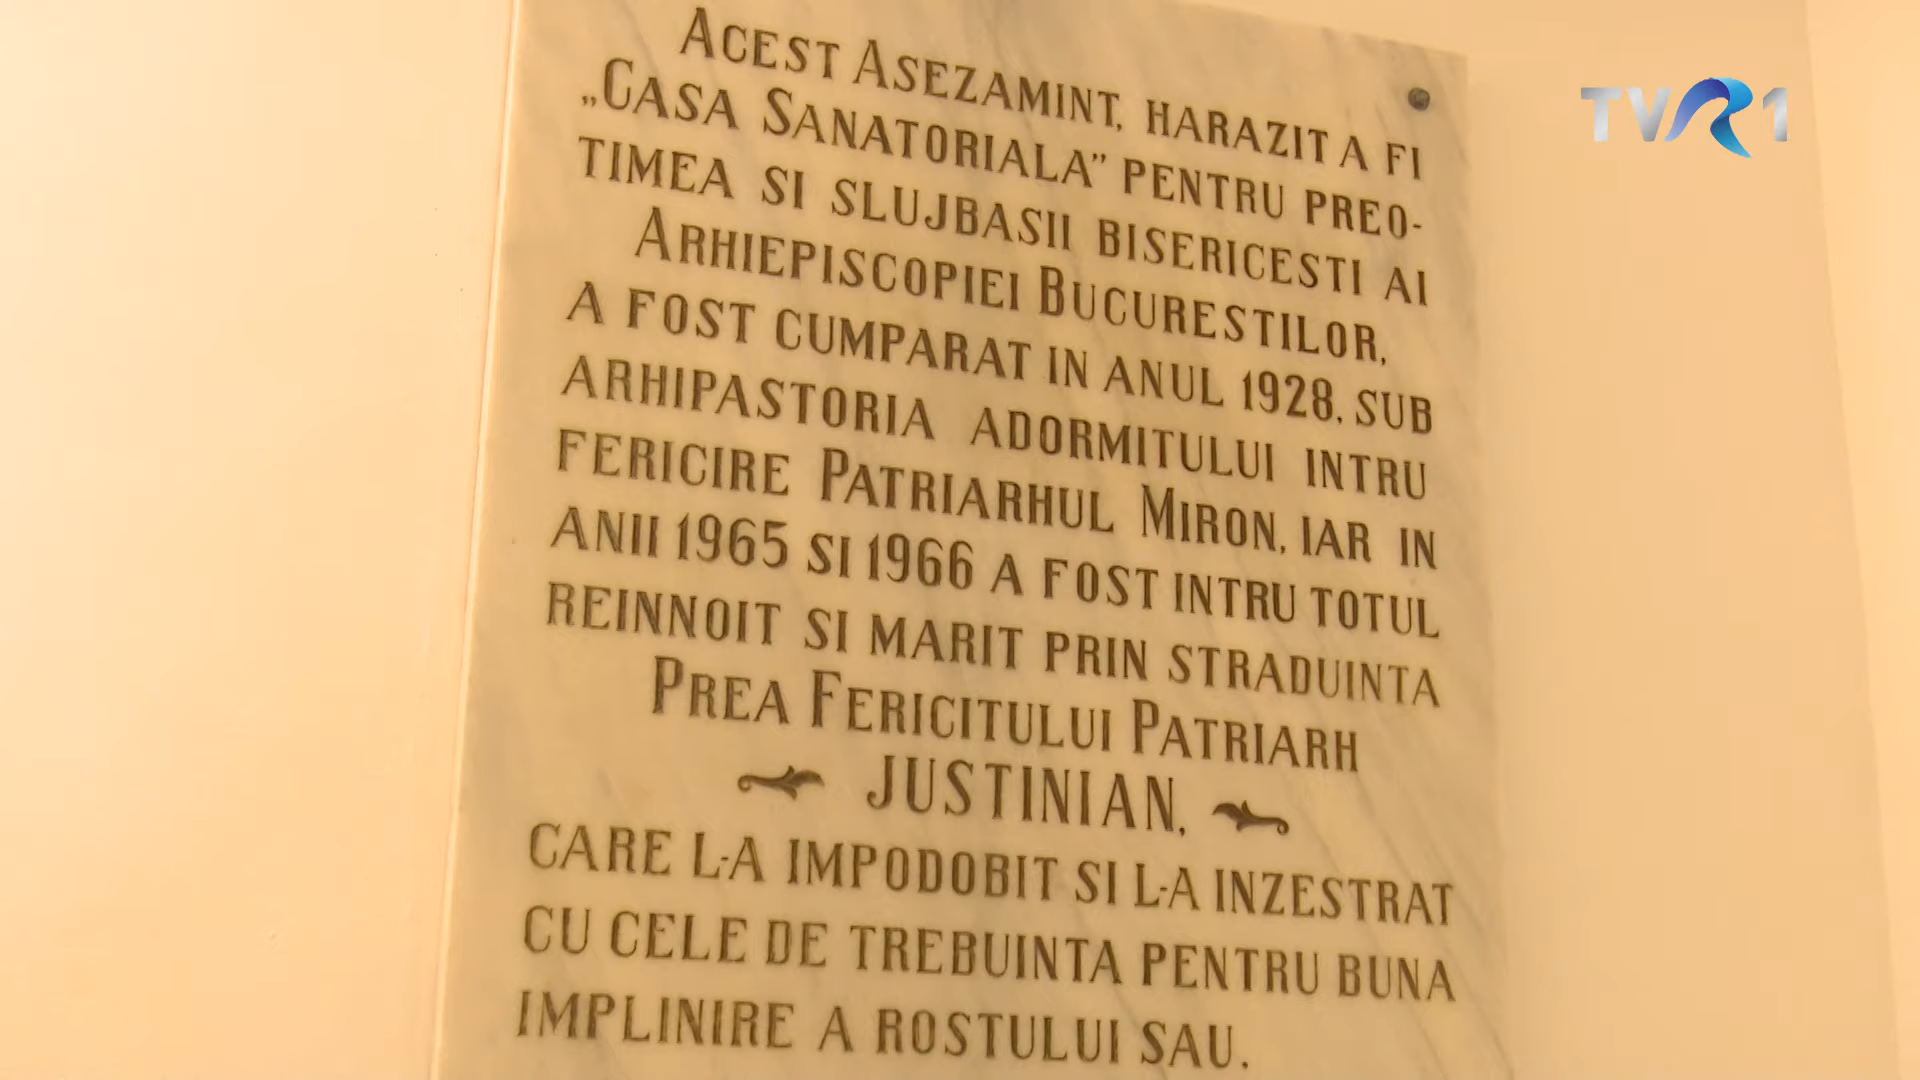 ACEST ASEZAMINT, HARAZIT A FI
„CASA SANATORIALA” PENTRU PREO-
TIMEA SI SLUJBASII BISERICESTI AI
ARHIEPISCOPIEI BUCURESTILOR,
A FOST CUMPARAT IN ANUL 1928, SUB
ARHIPASTORIA ADORMITULUI INTRU
FERICIRE PATRIARHUL MIRON, IAR IN
ANII 1965 SI 1966 A FOST INTRU TOTUL
REINNOIT SI MARIT PRIN STRADUINTA
PREA FERICITULUI PATRIARH
JUSTINIAN,
CARE L-A IMPODOBIT SI L-A INZESTRAT
CU CELE DE TREBUINTA PENTRU BUNA
IMPLINIRE A ROSTULUI SAU.
TVR1